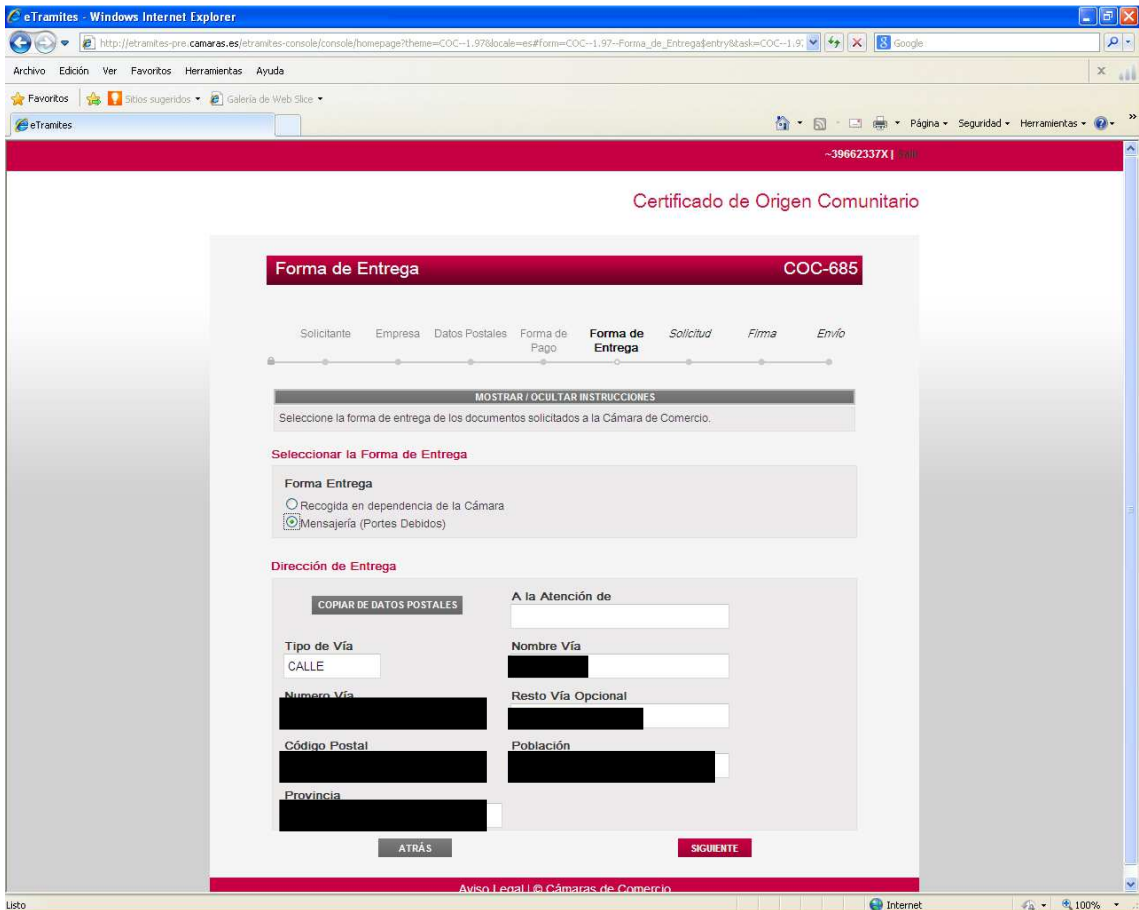 eTramites - Windows Internet Explorer
http://etramites-pre.camaras.es/etramites-console/console/homepage?theme=COC--1.97&locale=es#form=COC--1.97--Forma_de_Entrega$entry&task=COC--1.97
Google
Archivo Edición Ver Favoritos Herramientas Ayuda
Favoritos Sitios sugeridos Galería de Web Slice
eTramites Página Seguridad Herramientas
~39662337X |
Certificado de Origen Comunitario
Forma de Entrega COC-685
Solicitante Empresa Datos Postales Forma de Pago Forma de Entrega Solicitud Firma Envío
MOSTRAR / OCULTAR INSTRUCCIONES
Seleccione la forma de entrega de los documentos solicitados a la Cámara de Comercio.
Seleccionar la Forma de Entrega
Forma Entrega
Recogida en dependencia de la Cámara
Mensajería (Portes Debidos)
Dirección de Entrega
COPIAR DE DATOS POSTALES
A la Atención de
Tipo de Vía Nombre Vía
CALLE
Numero Vía Resto Vía Opcional
Código Postal Población
Provincia
ATRÁS SIGUIENTE
Aviso Legal | © Cámaras de Comercio
Listo Internet 100%